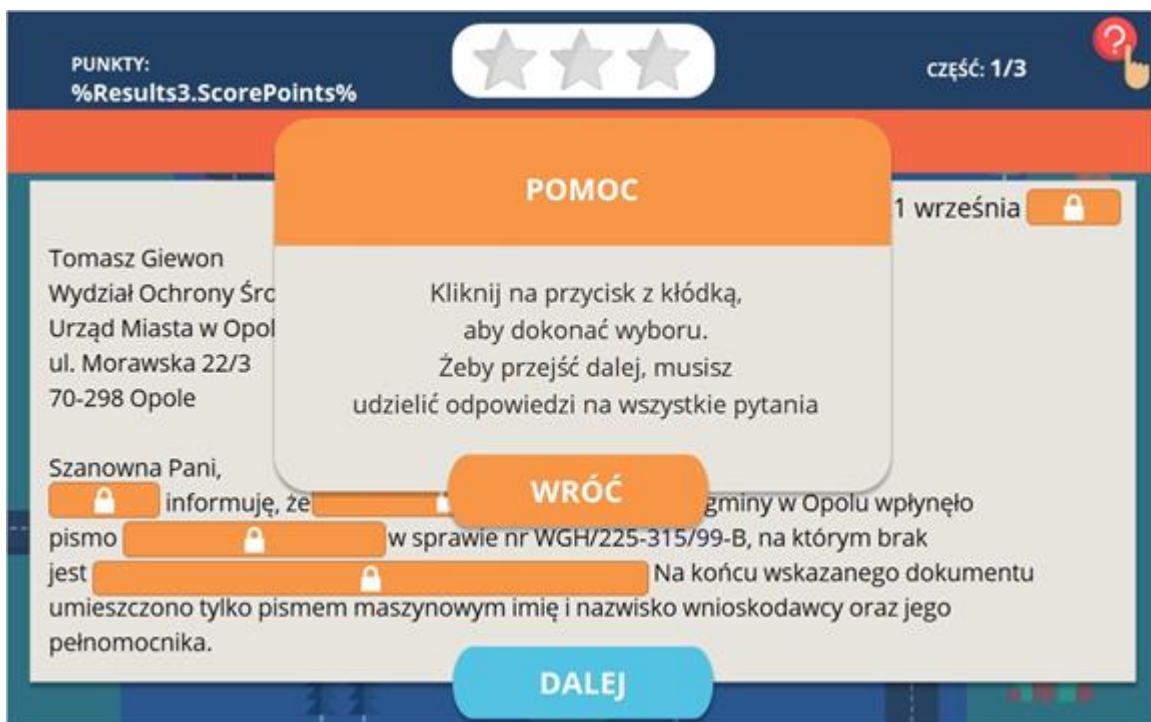 PUNKTY:
%Results3.ScorePoints%
CZĘŚĆ: 1/3
?
POMOC
Kliknij na przycisk z kłódką,
aby dokonać wyboru.
Żeby przejść dalej, musisz
udzielić odpowiedzi na wszystkie pytania
WRÓĆ
1 września
Tomasz Giewon
Wydział Ochrony
Urząd Miasta w
ul. Morawska 22/3
70-298 Opole
Szanowna Pani,
informuję, że gminy w Opolu wpłynęło
pismo w sprawie nr WGH/225-315/99-B, na którym brak
jest Na końcu wskazanego dokumentu
umieszczono tylko pismem maszynowym imię i nazwisko wnioskodawcy oraz jego
pełnomocnika.
DALEJ